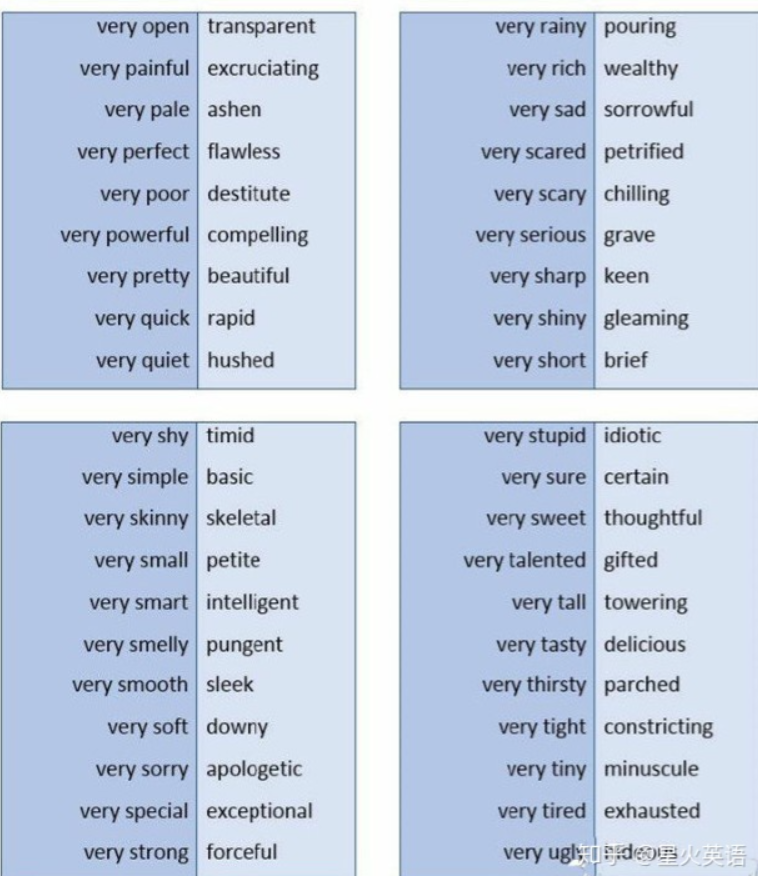 very open transparent
very painful excruciating
very pale ashen
very perfect flawless
very poor destitute
very powerful compelling
very pretty beautiful
very quick rapid
very quiet hushed
very rainy pouring
very rich wealthy
very sad sorrowful
very scared petrified
very scary chilling
very serious grave
very sharp keen
very shiny gleaming
very short brief
very shy timid
very simple basic
very skinny skeletal
very small petite
very smart intelligent
very smelly pungent
very smooth sleek
very soft downy
very sorry apologetic
very special exceptional
very strong forceful
very stupid idiotic
very sure certain
very sweet thoughtful
very talented gifted
very tall towering
very tasty delicious
very thirsty parched
very tight constricting
very tiny minuscule
very tired exhausted
very ugly hideous
知乎 @星火英语